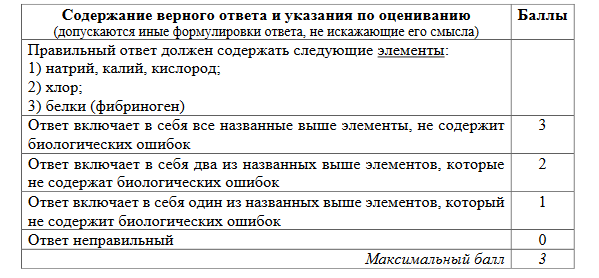 Содержание верного ответа и указания по оцениванию Баллы
(допускаются иные формулировки ответа, не искажающие его смысла)
Правильный ответ должен содержать следующие элементы:
1) натрий, калий, кислород;
2) хлор;
3) белки (фибриноген)
Ответ включает в себя все названные выше элементы, не содержит 3
биологических ошибок
Ответ включает в себя два из названных выше элементов, которые 2
не содержат биологических ошибок
Ответ включает в себя один из названных выше элементов, который 1
не содержит биологических ошибок
Ответ неправильный 0
Максимальный балл 3